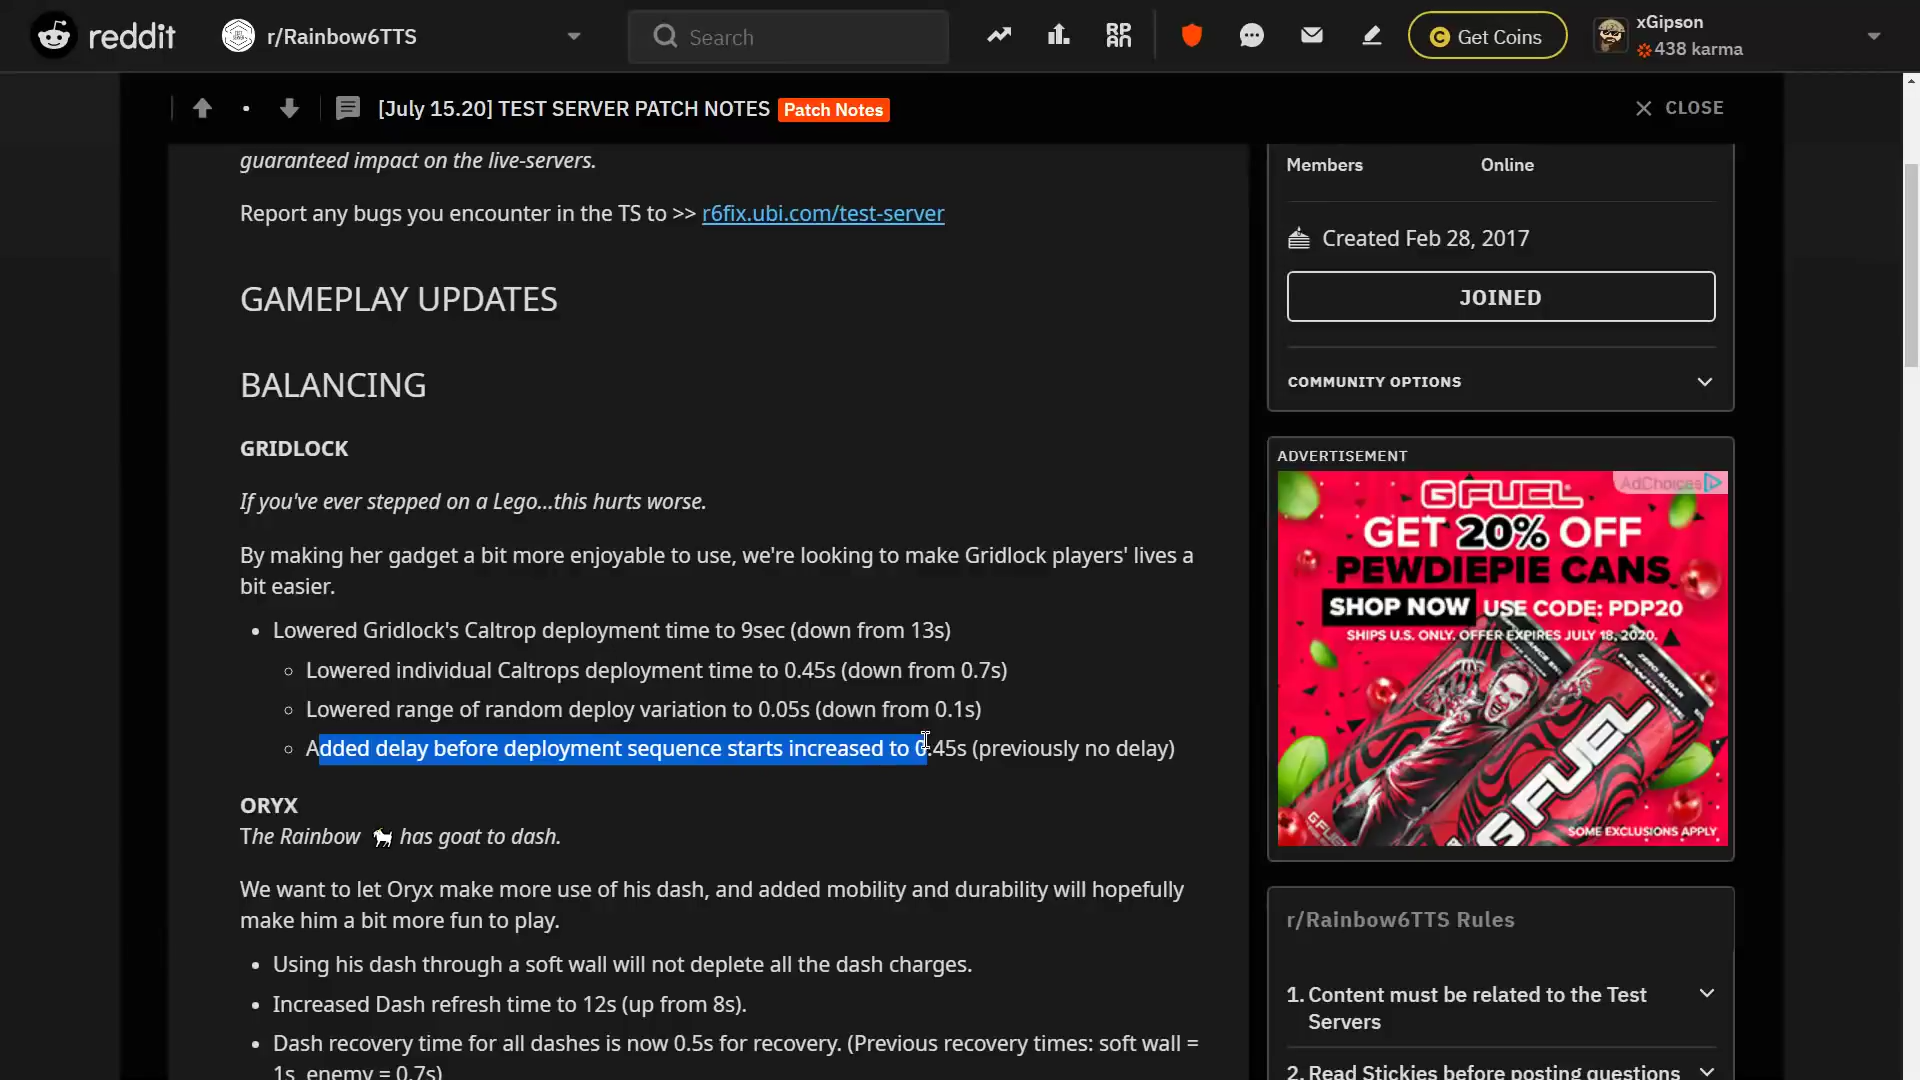 reddit
r/Rainbow6TTS
Search
RPAN
Get Coins
xGipson
438 karma
[July 15.20] TEST SERVER PATCH NOTES Patch Notes
CLOSE
guaranteed impact on the live-servers.
Report any bugs you encounter in the TS to >> r6fix.ubi.com/test-server
GAMEPLAY UPDATES
BALANCING
GRIDLOCK
If you've ever stepped on a Lego...this hurts worse.
By making her gadget a bit more enjoyable to use, we're looking to make Gridlock players' lives a
bit easier.
• Lowered Gridlock's Caltrop deployment time to 9sec (down from 13s)
◦ Lowered individual Caltrops deployment time to 0.45s (down from 0.7s)
◦ Lowered range of random deploy variation to 0.05s (down from 0.1s)
◦ Added delay before deployment sequence starts increased to 0.45s (previously no delay)
ORYX
The Rainbow 🐐 has goat to dash.
We want to let Oryx make more use of his dash, and added mobility and durability will hopefully
make him a bit more fun to play.
• Using his dash through a soft wall will not deplete all the dash charges.
• Increased Dash refresh time to 12s (up from 8s).
• Dash recovery time for all dashes is now 0.5s for recovery. (Previous recovery times: soft wall =
1s, enemy = 0.7s)
Members Online
Created Feb 28, 2017
JOINED
COMMUNITY OPTIONS
ADVERTISEMENT
AdChoices
G FUEL
GET 20% OFF
PEWDIEPIE CANS
SHOP NOW USE CODE: PDP20
SHIPS U.S. ONLY. OFFER EXPIRES JULY 18, 2020.
ZERO SUGAR
G FUEL
G FUEL
SOME EXCLUSIONS APPLY
r/Rainbow6TTS Rules
1. Content must be related to the Test
Servers
2. Read Stickies before posting questions